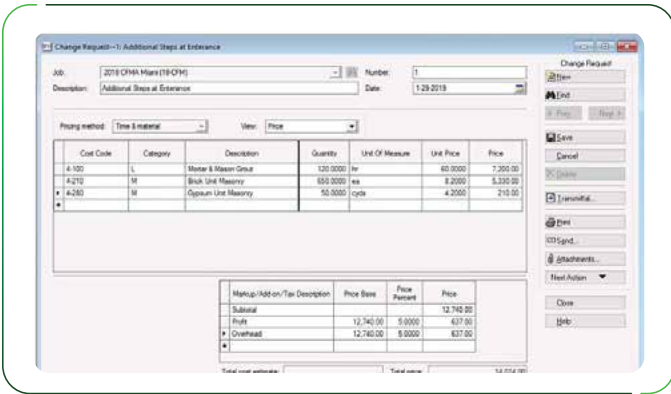 Change Request--1: Additional Steps at Enterance
Change Request
Job: 2018 CFMA Miami (18-CFM) Number: 1
Description: Additional Steps at Enterance Date: 1-29-2019
New
Find
Prev Next
Pricing method: Time & material View: Price
Save
Cancel
Delete
Cost Code Category Description Quantity Unit Of Measure Unit Price Price
4-100 L Mortar & Mason Grout 120.0000 hr 60.0000 7,200.00
4-210 M Brick Unit Masonry 650.0000 ea 8.2000 5,330.00
4-280 M Gypsum Unit Masonry 50.0000 cyds 4.2000 210.00
Transmittal...
Print
Send...
Attachments...
Next Action
Close
Help
Markup/Add-on/Tax Description Price Base Price Percent Price
Subtotal 12,740.00
Profit 12,740.00 5.0000 637.00
Overhead 12,740.00 5.0000 637.00
Total cost estimate: Total price: 14,014.00